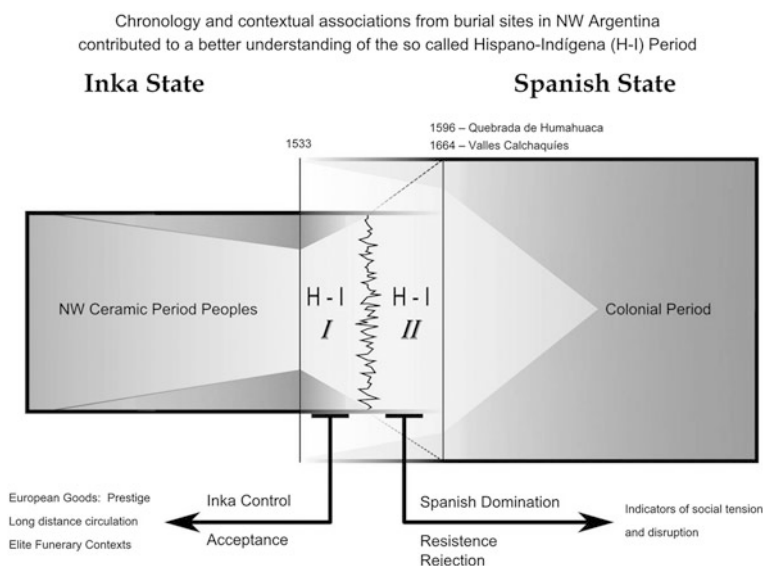 Chronology and contextual associations from burial sites in NW Argentina
contributed to a better understanding of the so called Hispano-Indígena (H-I) Period
Inka State
Spanish State
1533
1596 – Quebrada de Humahuaca
1664 – Valles Calchaquíes
NW Ceramic Period Peoples
H - I
I
H - I
II
Colonial Period
European Goods: Prestige
Long distance circulation
Elite Funerary Contexts
Inka Control
Acceptance
Spanish Domination
Resistence
Rejection
Indicators of social tension
and disruption